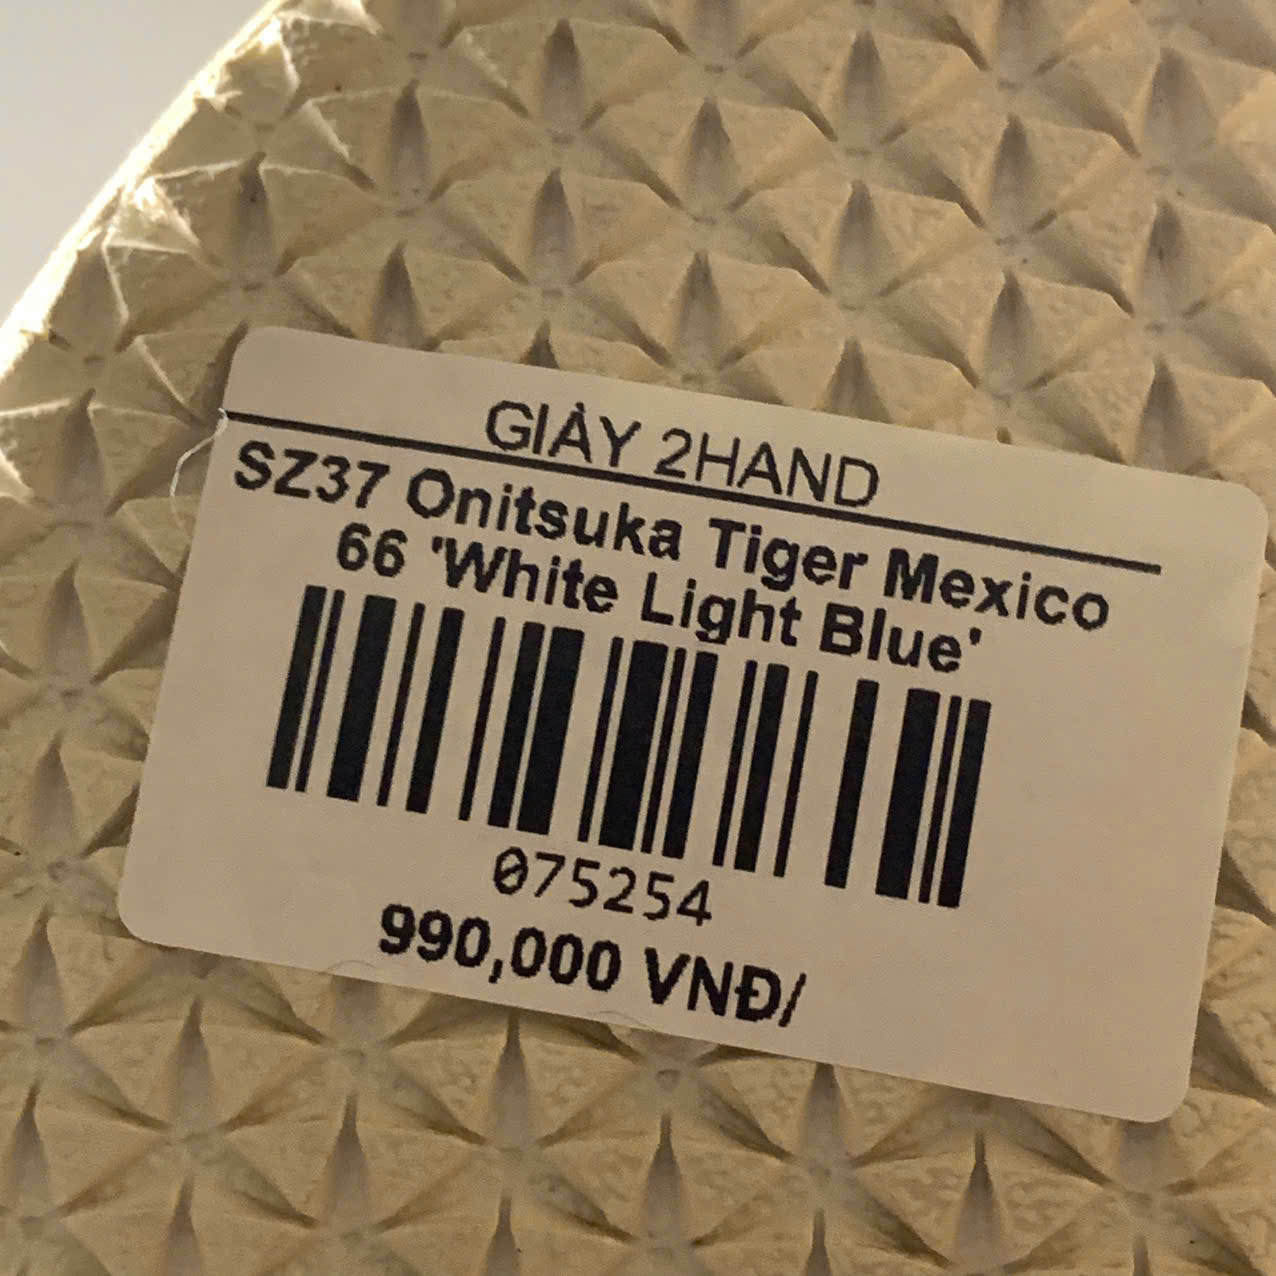 GIÀY 2HAND
SZ37 Onitsuka Tiger Mexico
66 'White Light Blue'
075254
990,000 VNĐ/